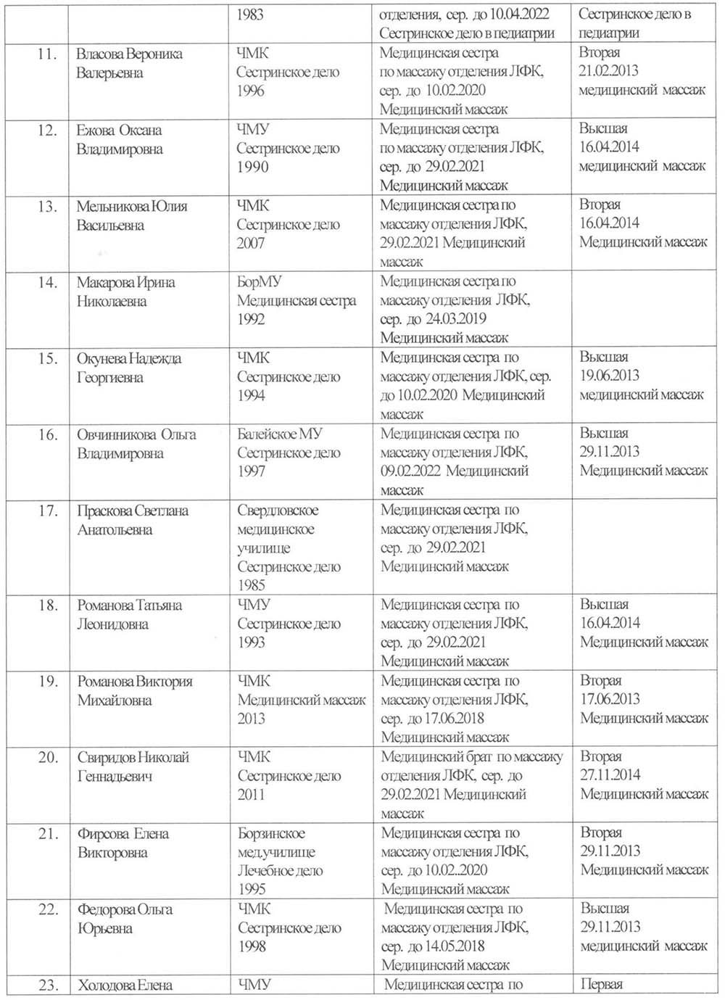 1983
отделения, сер. до 10.04.2022
Сестринское дело в педиатрии
Сестринское дело в
педиатрии
11.
Власова Вероника
Валерьевна
ЧМК
Сестринское дело
1996
Медицинская сестра
по массажу отделения ЛФК,
сер. до 10.02.2020
Медицинский массаж
Вторая
21.02.2013
медицинский массаж
12.
Ежова Оксана
Владимировна
ЧМУ
Сестринское дело
1990
Медицинская сестра
по массажу отделения ЛФК,
сер. до 29.02.2021
Медицинский массаж
Высшая
16.04.2014
медицинский массаж
13.
Мельникова Юлия
Васильевна
ЧМК
Сестринское дело
2007
Медицинская сестра по
массажу отделения ЛФК,
29.02.2021 Медицинский
массаж
Вторая
16.04.2014
Медицинский массаж
14.
Макарова Ирина
Николаевна
БорМУ
Медицинская сестра
1992
Медицинская сестра по
массажу отделения ЛФК,
сер. до 24.03.2019
Медицинский массаж
15.
Окунева Надежда
Георгиевна
ЧМК
Сестринское дело
1994
Медицинская сестра по
массажу отделения ЛФК, сер.
до 10.02.2020 Медицинский
массаж
Высшая
19.06.2013
медицинский массаж
16.
Овчинникова Ольга
Владимировна
Балейское МУ
Сестринское дело
1997
Медицинская сестра по
массажу отделения ЛФК,
09.02.2022 Медицинский
массаж
Высшая
29.11.2013
Медицинский массаж
17.
Праскова Светлана
Анатольевна
Свердловское
медицинское
училище
Сестринское дело
1985
Медицинская сестра по
массажу отделения ЛФК,
сер. до 29.02.2021
Медицинский массаж
18.
Романова Татьяна
Леонидовна
ЧМУ
Сестринское дело
1993
Медицинская сестра по
массажу отделения ЛФК,
сер. до 29.02.2021
Медицинский массаж
Высшая
16.04.2014
Медицинский массаж
19.
Романова Виктория
Михайловна
ЧМК
Медицинский массаж
2013
Медицинская сестра по
массажу отделения ЛФК,
сер. до 17.06.2018
Медицинский массаж
Вторая
17.06.2013
Медицинский массаж
20.
Свиридов Николай
Геннадьевич
ЧМК
Сестринское дело
2011
Медицинский брат по массажу
отделения ЛФК, сер. до
29.02.2021 Медицинский
массаж
Вторая
27.11.2014
Медицинский массаж
21.
Фирсова Елена
Викторовна
Борзинское
мед.училище
Лечебное дело
1995
Медицинская сестра по
массажу отделения ЛФК,
сер. до 10.02..2020
Медицинский массаж
Вторая
29.11.2013
Медицинский массаж
22.
Федорова Ольга
Юрьевна
ЧМК
Сестринское дело
1998
Медицинская сестра по
массажу отделения ЛФК,
сер. до 14.05.2018
Медицинский массаж
Высшая
29.11.2013
медицинский массаж
23.
Холодова Елена
ЧМУ
Медицинская сестра по
Первая